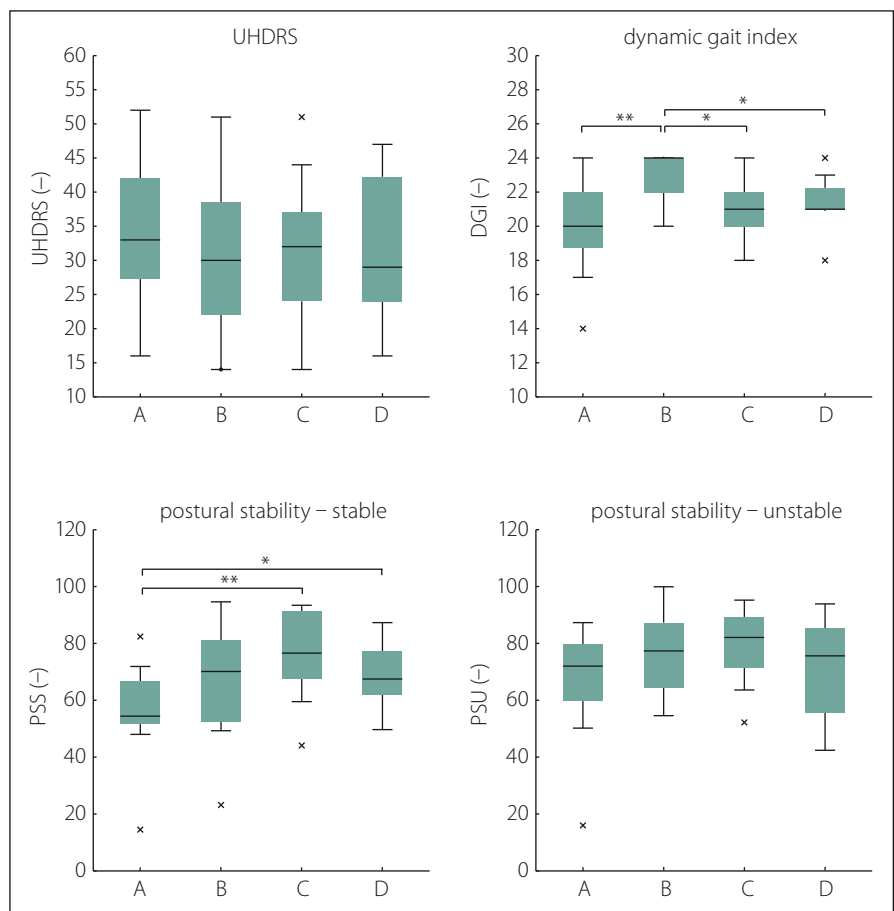 UHDRS
60
55
50
45
40
35
30
25
20
15
10
UHDRS (–)
A B C D
dynamic gait index
30
28
26
24
22
20
18
16
14
12
10
DGI (–)
** * *
A B C D
postural stability – stable
120
100
80
60
40
20
0
PSS (–)
*
**
A B C D
postural stability – unstable
120
100
80
60
40
20
0
PSU (–)
A B C D